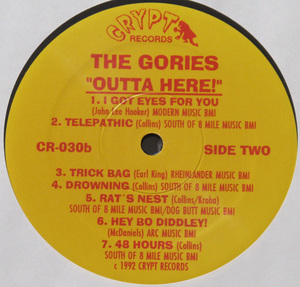 CRYPT
RECORDS
THE GORIES
"OUTTA HERE!"
1. I GOT EYES FOR YOU
(John Lee Hooker) MODERN MUSIC BMI
2. TELEPATHIC (Collins) SOUTH OF 8 MILE MUSIC BMI
CR-030b SIDE TWO
3. TRICK BAG (Earl King) RHEINLANDER MUSIC BMI
4. DROWNING (Collins) SOUTH OF 8 MILE MUSIC BMI
5. RAT´S NEST (Collins/Kroha)
SOUTH OF 8 MILE MUSIC BMI/DOG BUTT MUSIC BMI
6. HEY BO DIDDLEY!
(McDaniels) ARC MUSIC BMI
7. 48 HOURS (Collins)
SOUTH OF 8 MILE MUSIC BMI
c 1992 CRYPT RECORDS